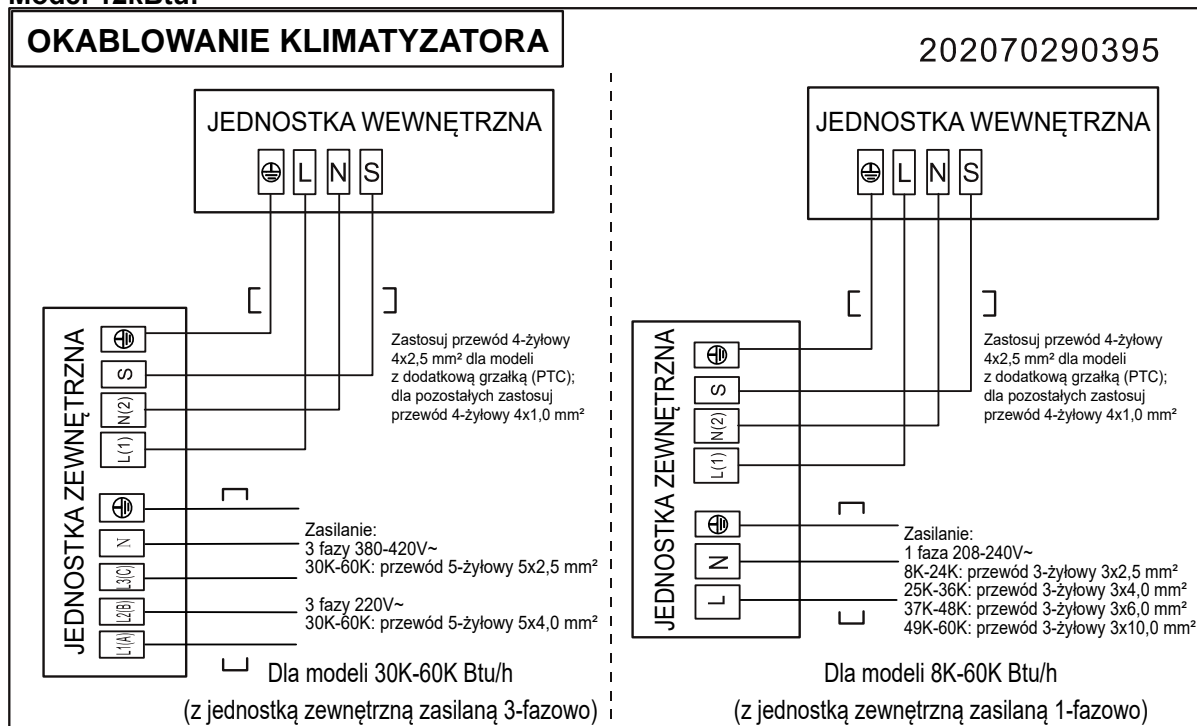 OKABLOWANIE KLIMATYZATORA
202070290395
JEDNOSTKA WEWNĘTRZNA
L N S
JEDNOSTKA ZEWNĘTRZNA
S
N(2)
L(1)
N
L3(C)
L2(B)
L1(A)
Zastosuj przewód 4-żyłowy
4x2,5 mm² dla modeli
z dodatkową grzałką (PTC);
dla pozostałych zastosuj
przewód 4-żyłowy 4x1,0 mm²
Zasilanie:
3 fazy 380-420V~
30K-60K: przewód 5-żyłowy 5x2,5 mm²
3 fazy 220V~
30K-60K: przewód 5-żyłowy 5x4,0 mm²
Dla modeli 30K-60K Btu/h
(z jednostką zewnętrzną zasilaną 3-fazowo)
JEDNOSTKA WEWNĘTRZNA
L N S
JEDNOSTKA ZEWNĘTRZNA
S
N(2)
L(1)
N
L
Zastosuj przewód 4-żyłowy
4x2,5 mm² dla modeli
z dodatkową grzałką (PTC);
dla pozostałych zastosuj
przewód 4-żyłowy 4x1,0 mm²
Zasilanie:
1 faza 208-240V~
8K-24K: przewód 3-żyłowy 3x2,5 mm²
25K-36K: przewód 3-żyłowy 3x4,0 mm²
37K-48K: przewód 3-żyłowy 3x6,0 mm²
49K-60K: przewód 3-żyłowy 3x10,0 mm²
Dla modeli 8K-60K Btu/h
(z jednostką zewnętrzną zasilaną 1-fazowo)